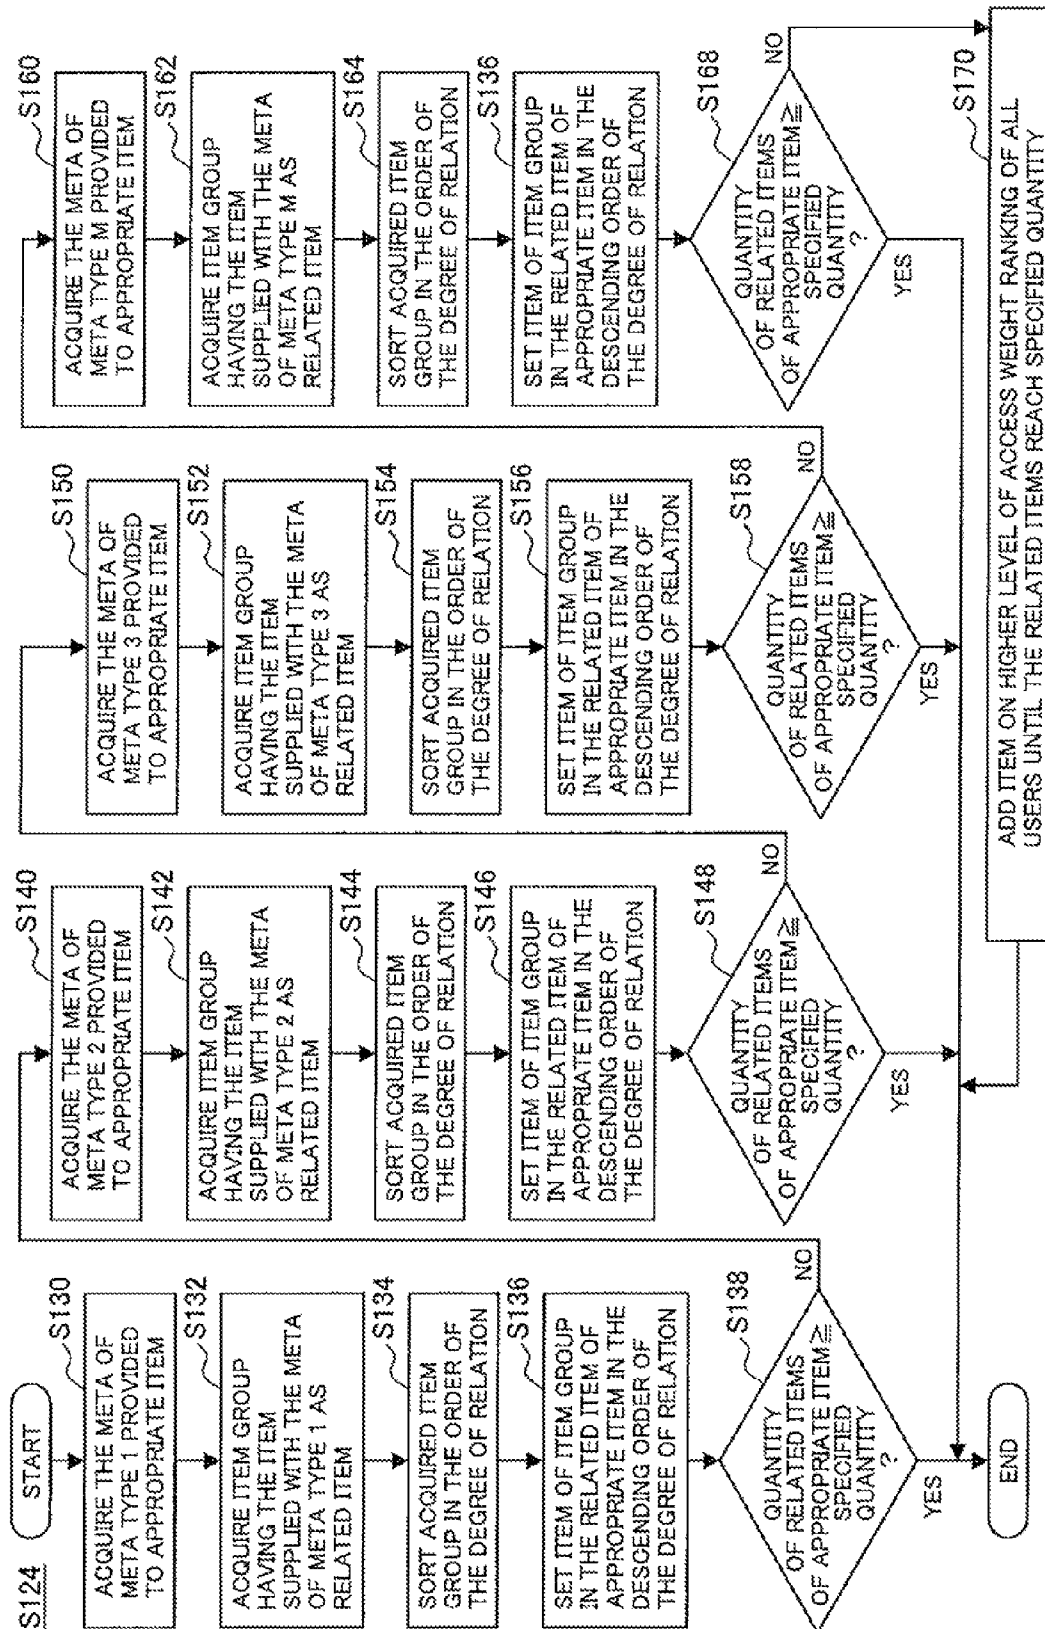 S124
START
S130
ACQUIRE THE META OF
META TYPE 1 PROVIDED
TO APPROPRIATE ITEM
S132
ACQUIRE ITEM GROUP
HAVING THE ITEM
SUPPLIED WITH THE META
OF META TYPE 1 AS
RELATED ITEM
S134
SORT ACQUIRED ITEM
GROUP IN THE ORDER OF
THE DEGREE OF RELATION
S136
SET ITEM OF ITEM GROUP
IN THE RELATED ITEM OF
APPROPRIATE ITEM IN THE
DESCENDING ORDER OF
THE DEGREE OF RELATION
S138
QUANTITY
OF RELATED ITEMS
OF APPROPRIATE ITEM≧
SPECIFIED
QUANTITY
?
NO
YES
END
S140
ACQUIRE THE META OF
META TYPE 2 PROVIDED
TO APPROPRIATE ITEM
S142
ACQUIRE ITEM GROUP
HAVING THE ITEM
SUPPLIED WITH THE META
OF META TYPE 2 AS
RELATED ITEM
S144
SORT ACQUIRED ITEM
GROUP IN THE ORDER OF
THE DEGREE OF RELATION
S146
SET ITEM OF ITEM GROUP
IN THE RELATED ITEM OF
APPROPRIATE ITEM IN THE
DESCENDING ORDER OF
THE DEGREE OF RELATION
S148
QUANTITY
OF RELATED ITEMS
OF APPROPRIATE ITEM≧
SPECIFIED
QUANTITY
?
NO
YES
S150
ACQUIRE THE META OF
META TYPE 3 PROVIDED
TO APPROPRIATE ITEM
S152
ACQUIRE ITEM GROUP
HAVING THE ITEM
SUPPLIED WITH THE META
OF META TYPE 3 AS
RELATED ITEM
S154
SORT ACQUIRED ITEM
GROUP IN THE ORDER OF
THE DEGREE OF RELATION
S156
SET ITEM OF ITEM GROUP
IN THE RELATED ITEM OF
APPROPRIATE ITEM IN THE
DESCENDING ORDER OF
THE DEGREE OF RELATION
S158
QUANTITY
OF RELATED ITEMS
OF APPROPRIATE ITEM≧
SPECIFIED
QUANTITY
?
NO
YES
S160
ACQUIRE THE META OF
META TYPE M PROVIDED
TO APPROPRIATE ITEM
S162
ACQUIRE ITEM GROUP
HAVING THE ITEM
SUPPLIED WITH THE META
OF META TYPE M AS
RELATED ITEM
S164
SORT ACQUIRED ITEM
GROUP IN THE ORDER OF
THE DEGREE OF RELATION
S136
SET ITEM OF ITEM GROUP
IN THE RELATED ITEM OF
APPROPRIATE ITEM IN THE
DESCENDING ORDER OF
THE DEGREE OF RELATION
S168
QUANTITY
OF RELATED ITEMS
OF APPROPRIATE ITEM≧
SPECIFIED
QUANTITY
?
NO
YES
S170
ADD ITEM ON HIGHER LEVEL OF ACCESS WEIGHT RANKING OF ALL
USERS UNTIL THE RELATED ITEMS REACH SPECIFIED QUANTITY